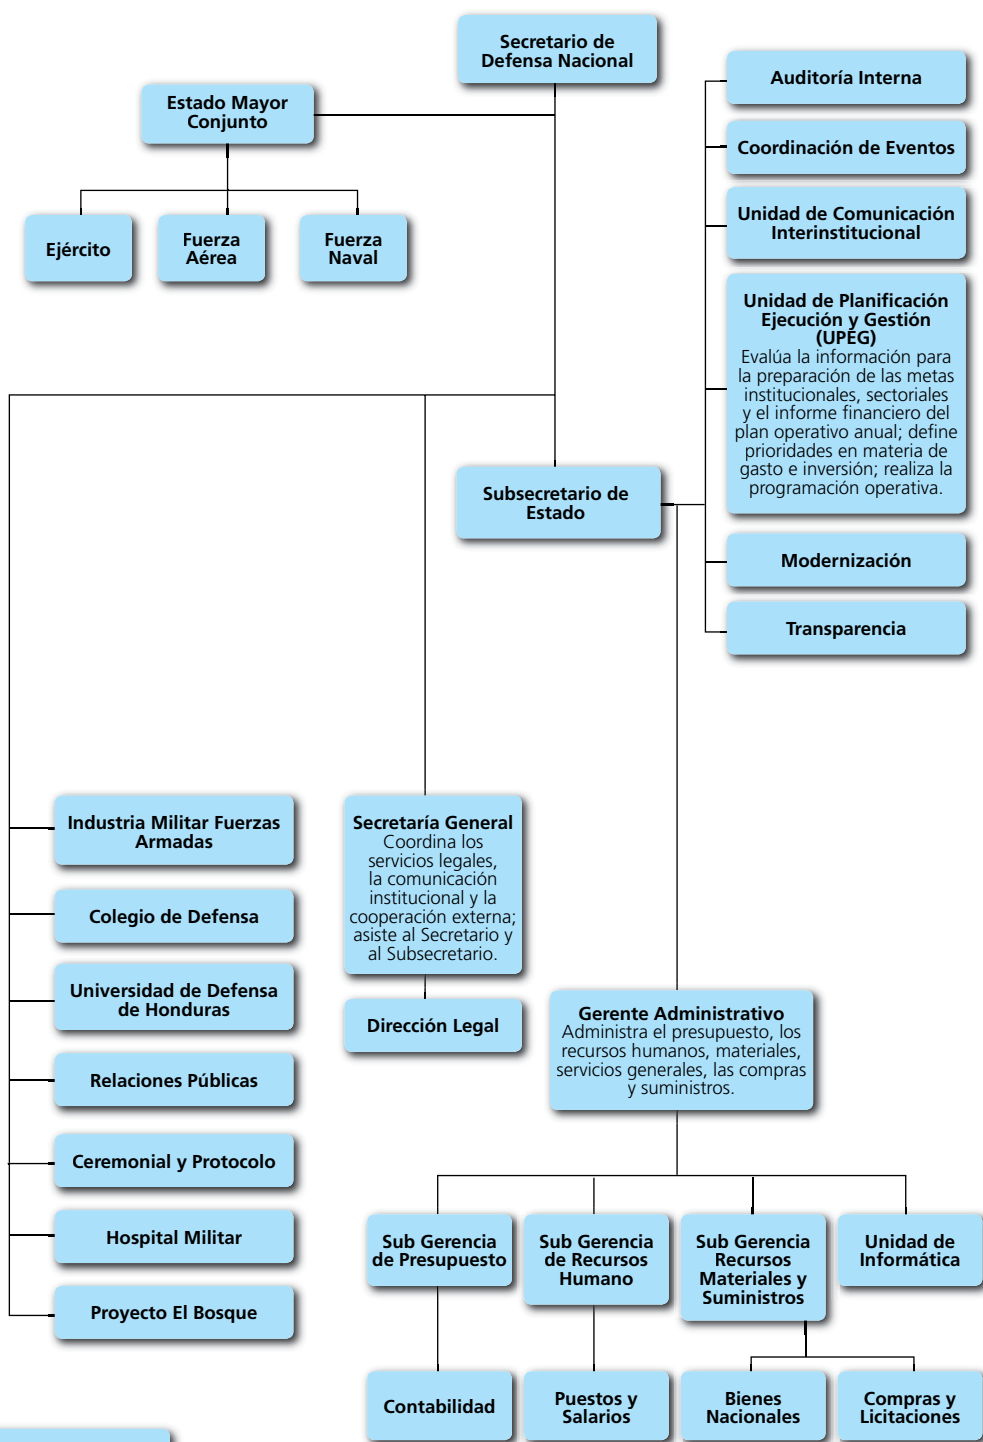 Secretario de
Defensa Nacional
Estado Mayor
Conjunto
Ejército
Fuerza
Aérea
Fuerza
Naval
Auditoría Interna
Coordinación de Eventos
Unidad de Comunicación
Interinstitucional
Unidad de Planificación
Ejecución y Gestión
(UPEG)
Evalúa la información para
la preparación de las metas
institucionales, sectoriales
y el informe financiero del
plan operativo anual; define
prioridades en materia de
gasto e inversión; realiza la
programación operativa.
Subsecretario de
Estado
Modernización
Transparencia
Industria Militar Fuerzas
Armadas
Colegio de Defensa
Universidad de Defensa
de Honduras
Relaciones Públicas
Ceremonial y Protocolo
Hospital Militar
Proyecto El Bosque
Secretaría General
Coordina los
servicios legales,
la comunicación
institucional y la
cooperación externa;
asiste al Secretario y
al Subsecretario.
Dirección Legal
Gerente Administrativo
Administra el presupuesto, los
recursos humanos, materiales,
servicios generales, las compras
y suministros.
Sub Gerencia
de Presupuesto
Sub Gerencia
de Recursos
Humano
Sub Gerencia
Recursos
Materiales y
Suministros
Unidad de
Informática
Contabilidad
Puestos y
Salarios
Bienes
Nacionales
Compras y
Licitaciones